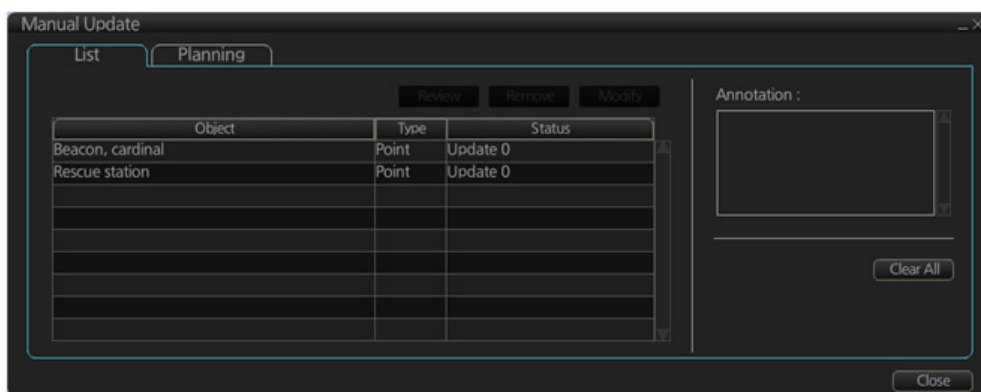 Manual Update
List Planning
Review Remove Modify
Annotation :
Object Type Status
Beacon, cardinal Point Update 0
Rescue station Point Update 0
Clear All
Close